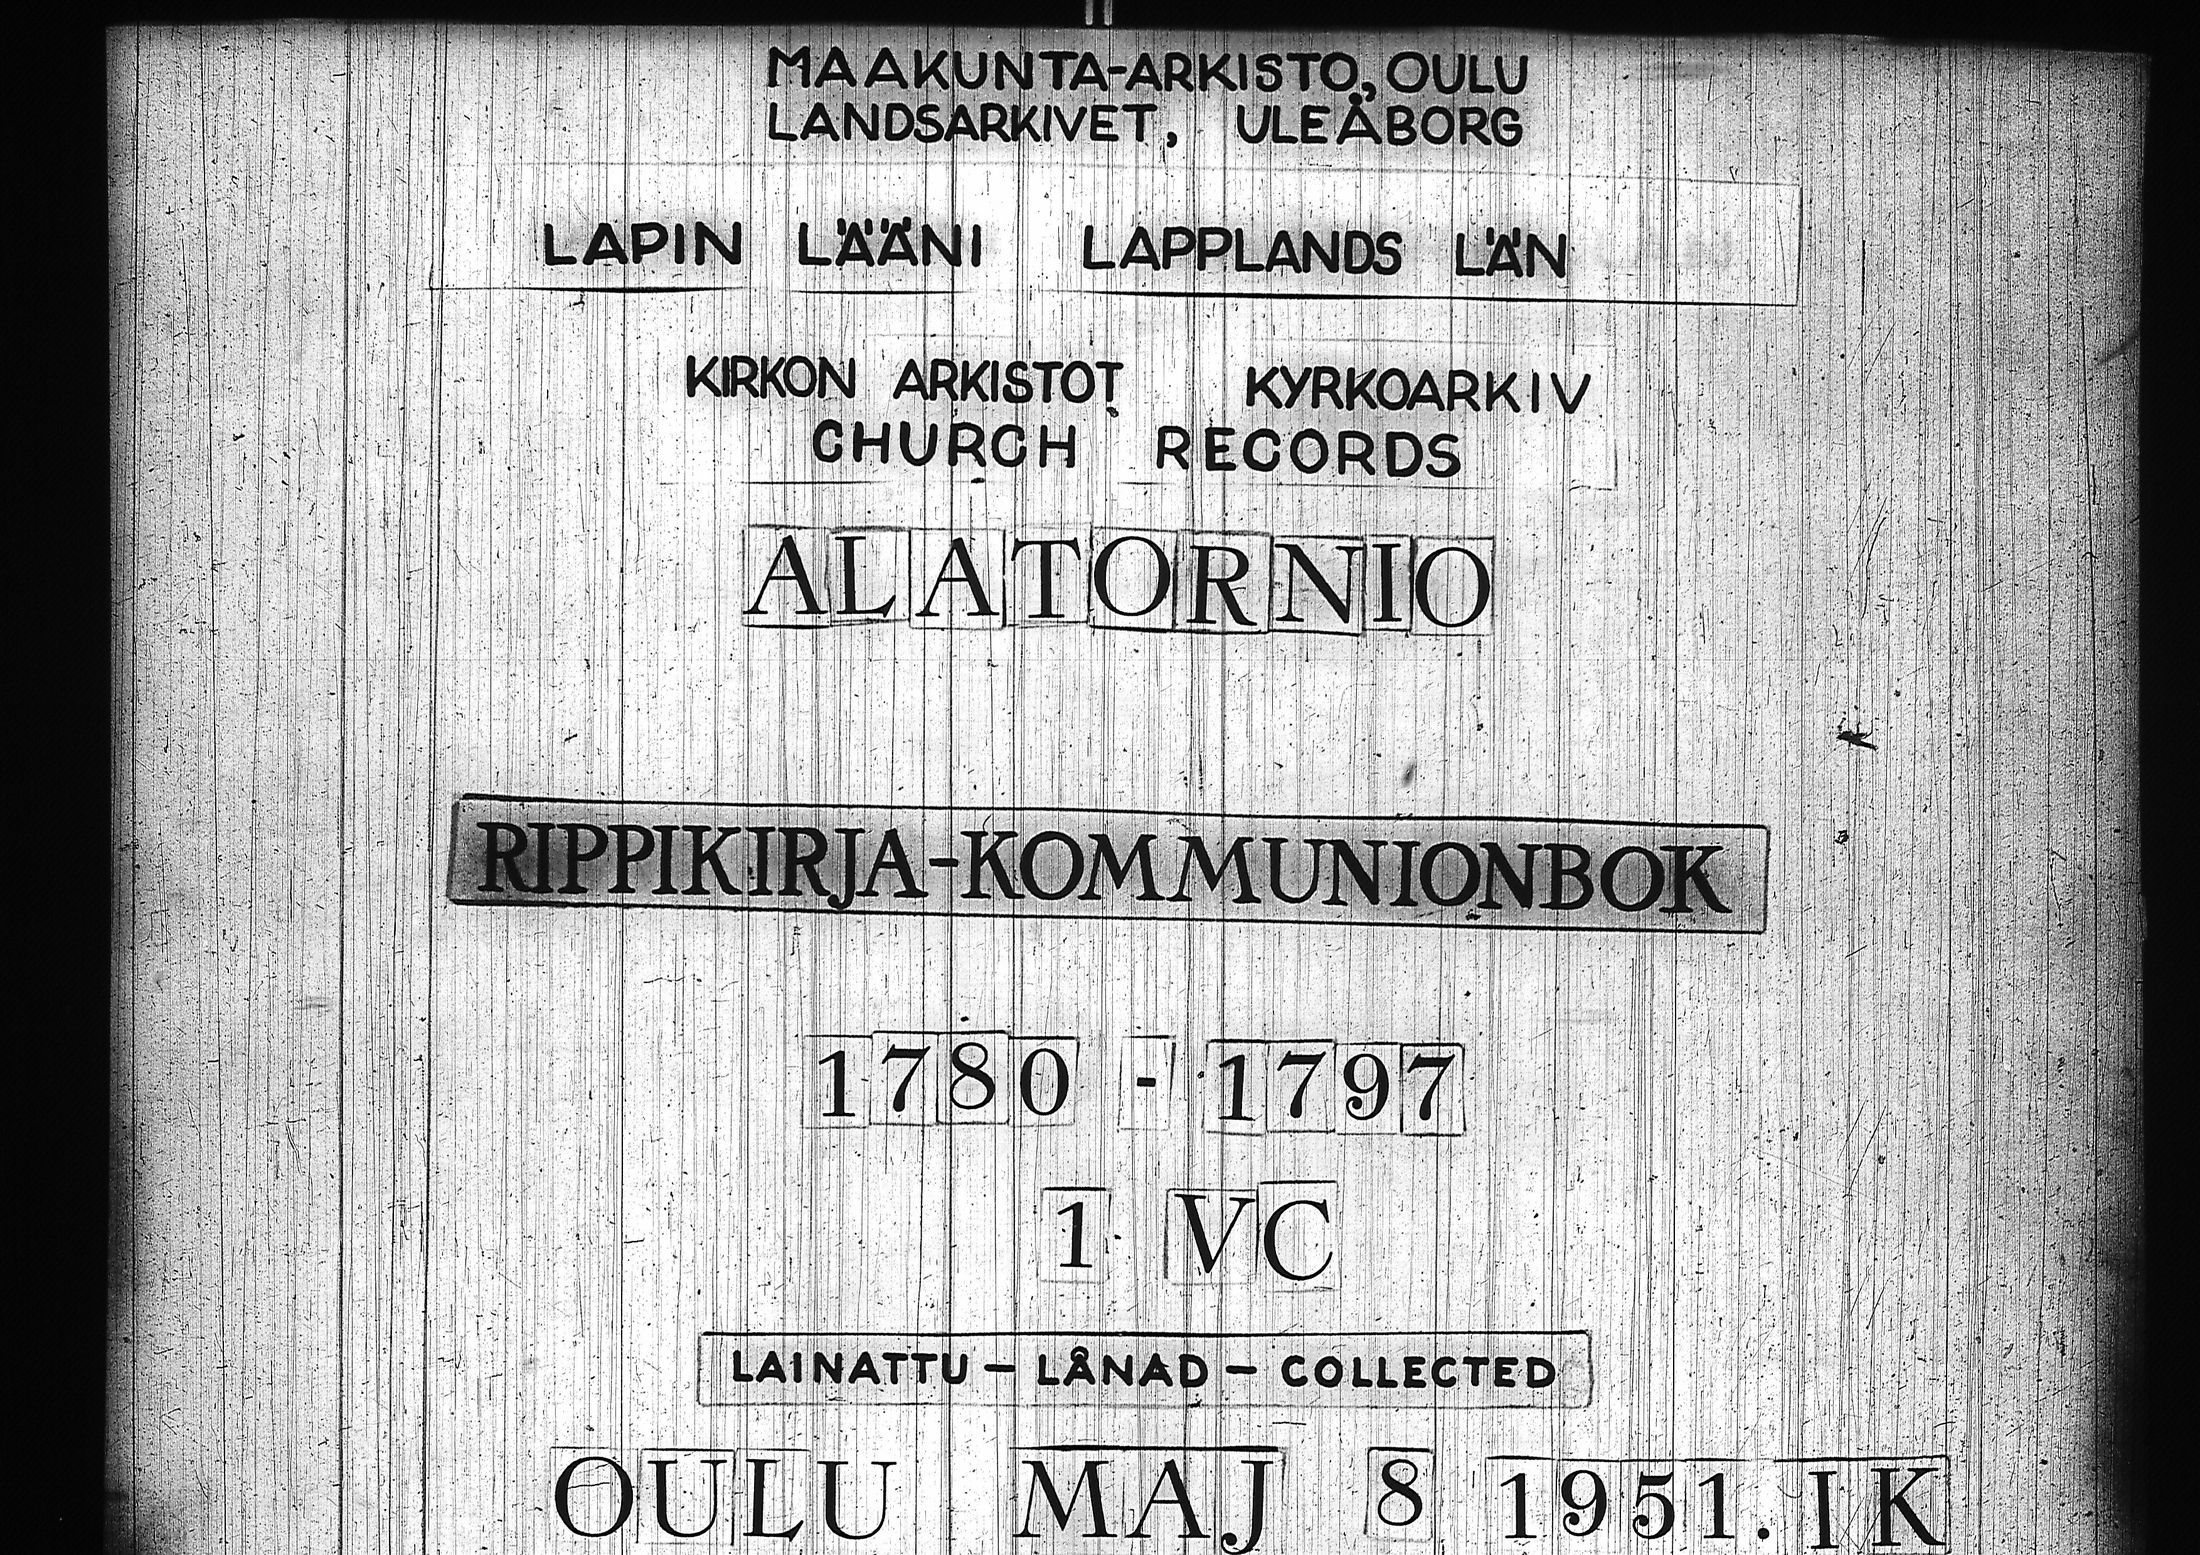 MAAKUNTA-ARKISTO, OULU
LANDSARKIVET, ULEÅBORG
LAPIN LÄÄNI LAPPLANDS LÄN
KIRKON ARKISTOT KYRKOARKIV
CHURCH RECORDS
ALATORNIO
RIPPIKIRJA-KOMMUNIONBOK
1780 - 1797
1 VC
LAINATTU - LÅNAD - COLLECTED
OULU MAJ 8 1951. IK